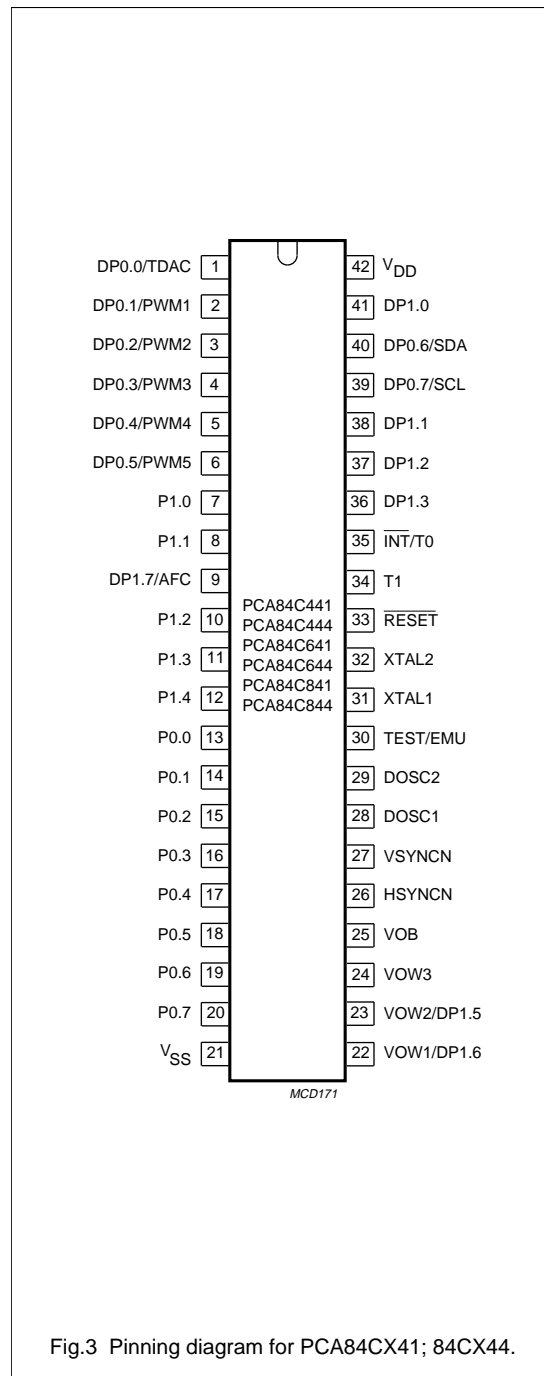 DP0.0/TDAC 1 42 VDD
DP0.1/PWM1 2 41 DP1.0
DP0.2/PWM2 3 40 DP0.6/SDA
DP0.3/PWM3 4 39 DP0.7/SCL
DP0.4/PWM4 5 38 DP1.1
DP0.5/PWM5 6 37 DP1.2
P1.0 7 36 DP1.3
P1.1 8 35 INT/T0
DP1.7/AFC 9 34 T1
PCA84C441
P1.2 10 33 RESET
PCA84C444
PCA84C641
P1.3 11 32 XTAL2
PCA84C644
PCA84C841
P1.4 12 31 XTAL1
PCA84C844
P0.0 13 30 TEST/EMU
P0.1 14 29 DOSC2
P0.2 15 28 DOSC1
P0.3 16 27 VSYNCN
P0.4 17 26 HSYNCN
P0.5 18 25 VOB
P0.6 19 24 VOW3
P0.7 20 23 VOW2/DP1.5
VSS 21 22 VOW1/DP1.6
MCD171
Fig.3 Pinning diagram for PCA84CX41; 84CX44.